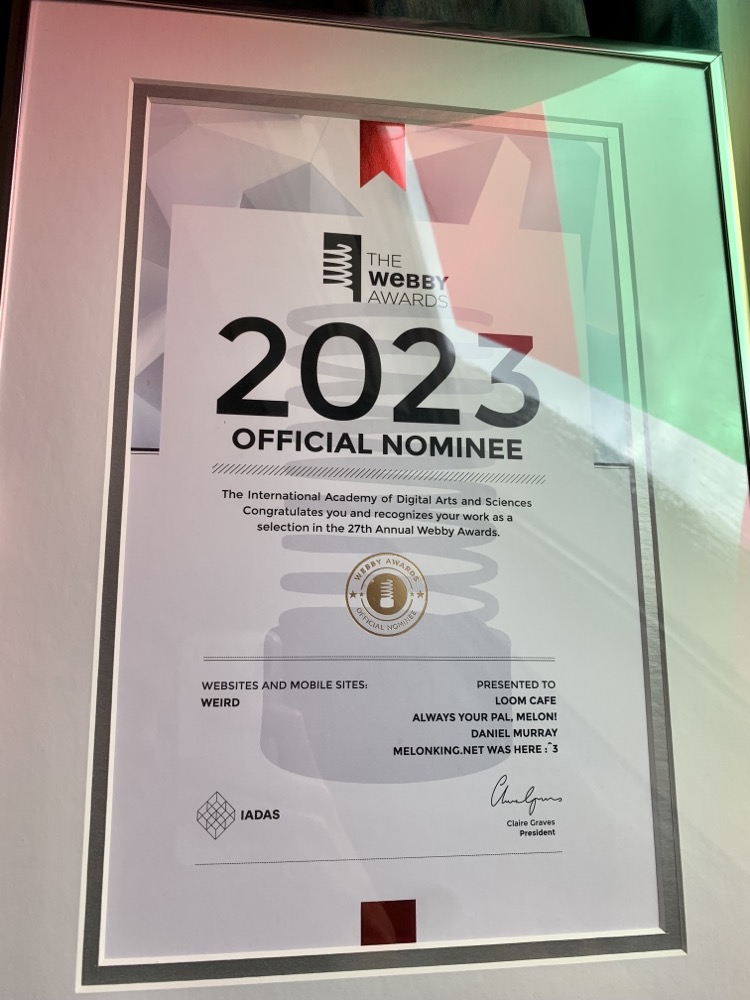 THE
WEBBY
AWARDS
2023
OFFICIAL NOMINEE
The International Academy of Digital Arts and Sciences
Congratulates you and recognizes your work as a
selection in the 27th Annual Webby Awards.
WEBBY AWARDS
OFFICIAL NOMINEE
WEBSITES AND MOBILE SITES:
WEIRD
PRESENTED TO
LOOM CAFE
ALWAYS YOUR PAL, MELON!
DANIEL MURRAY
MELONKING.NET WAS HERE :^3
IADAS
Claire Graves
President